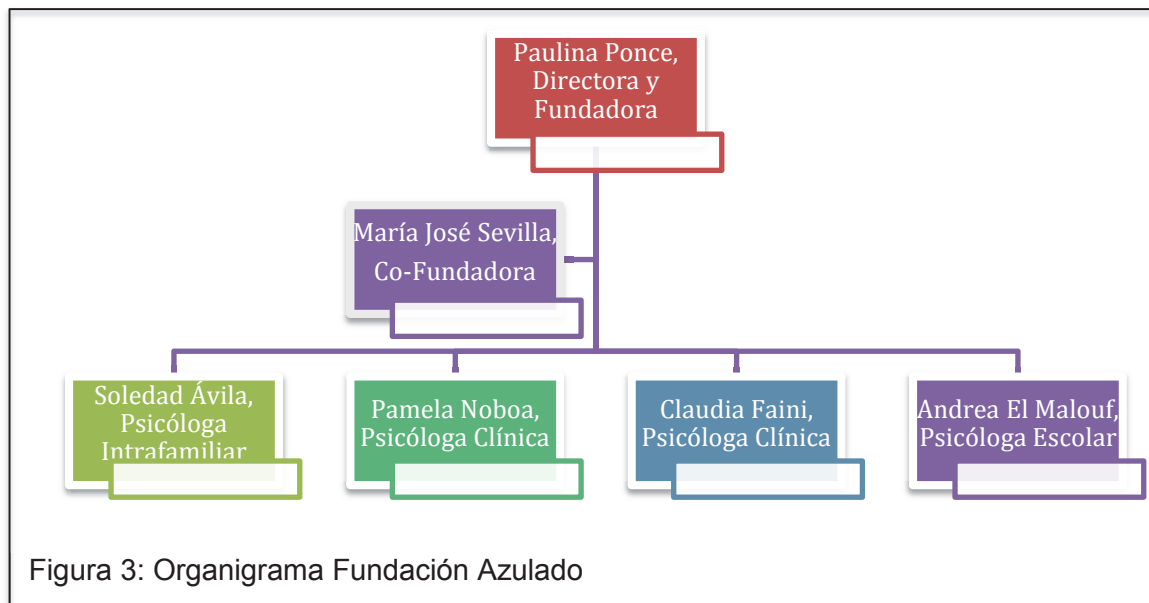 Paulina Ponce,
Directora y
Fundadora
María José Sevilla,
Co-Fundadora
Soledad Ávila,
Psicóloga
Intrafamiliar
Pamela Noboa,
Psicóloga Clínica
Claudia Faini,
Psicóloga Clínica
Andrea El Malouf,
Psicóloga Escolar
Figura 3: Organigrama Fundación Azulado